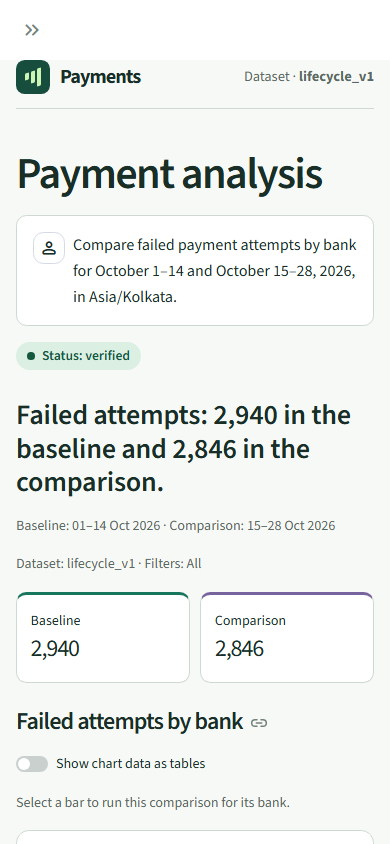 Payments
Dataset · lifecycle_v1
Payment analysis
Compare failed payment attempts by bank
for October 1–14 and October 15–28, 2026,
in Asia/Kolkata.
Status: verified
Failed attempts: 2,940 in the
baseline and 2,846 in the
comparison.
Baseline: 01–14 Oct 2026 · Comparison: 15–28 Oct 2026
Dataset: lifecycle_v1 · Filters: All
Baseline
2,940
Comparison
2,846
Failed attempts by bank
Show chart data as tables
Select a bar to run this comparison for its bank.